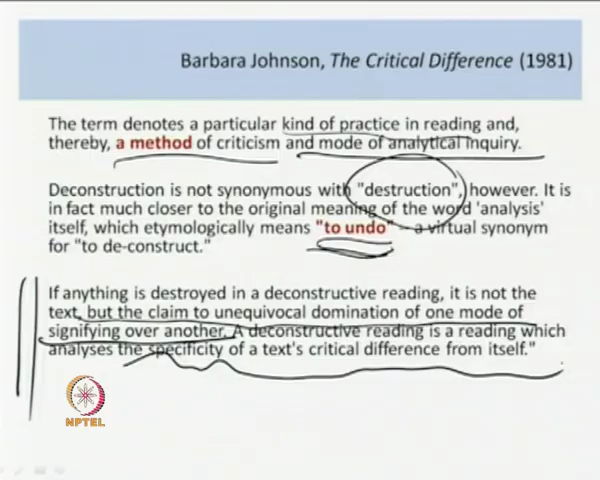 Barbara Johnson, The Critical Difference (1981)
The term denotes a particular kind of practice in reading and,
thereby, a method of criticism and mode of analytical inquiry.
Deconstruction is not synonymous with "destruction", however. It is
in fact much closer to the original meaning of the word 'analysis'
itself, which etymologically means "to undo" – a virtual synonym
for "to de-construct."
If anything is destroyed in a deconstructive reading, it is not the
text, but the claim to unequivocal domination of one mode of
signifying over another. A deconstructive reading is a reading which
analyses the specificity of a text's critical difference from itself."
NPTEL